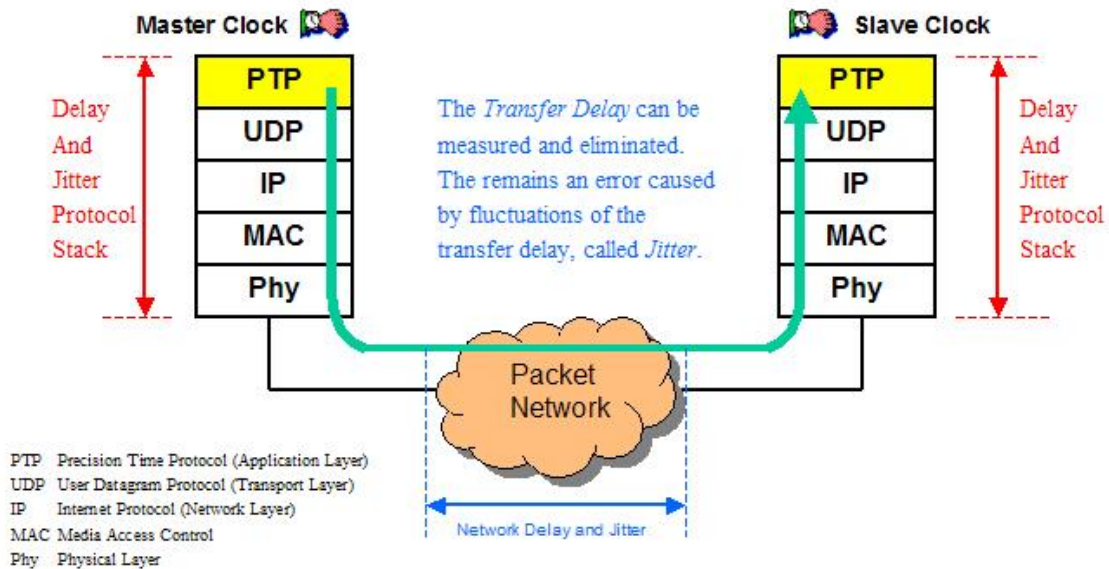 Master Clock
Slave Clock
Delay
And
Jitter
Protocol
Stack
PTP
UDP
IP
MAC
Phy
The Transfer Delay can be
measured and eliminated.
The remains an error caused
by fluctuations of the
transfer delay, called Jitter.
PTP
UDP
IP
MAC
Phy
Delay
And
Jitter
Protocol
Stack
Packet
Network
Network Delay and Jitter
PTP Precision Time Protocol (Application Layer)
UDP User Datagram Protocol (Transport Layer)
IP Internet Protocol (Network Layer)
MAC Media Access Control
Phy Physical Layer